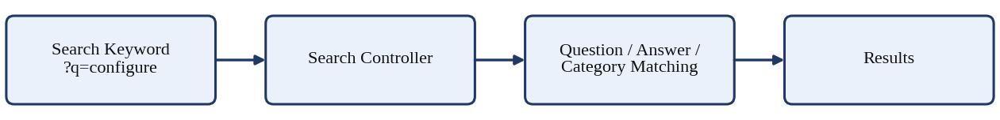 Search Keyword
?q=configure
Search Controller
Question / Answer /
Category Matching
Results